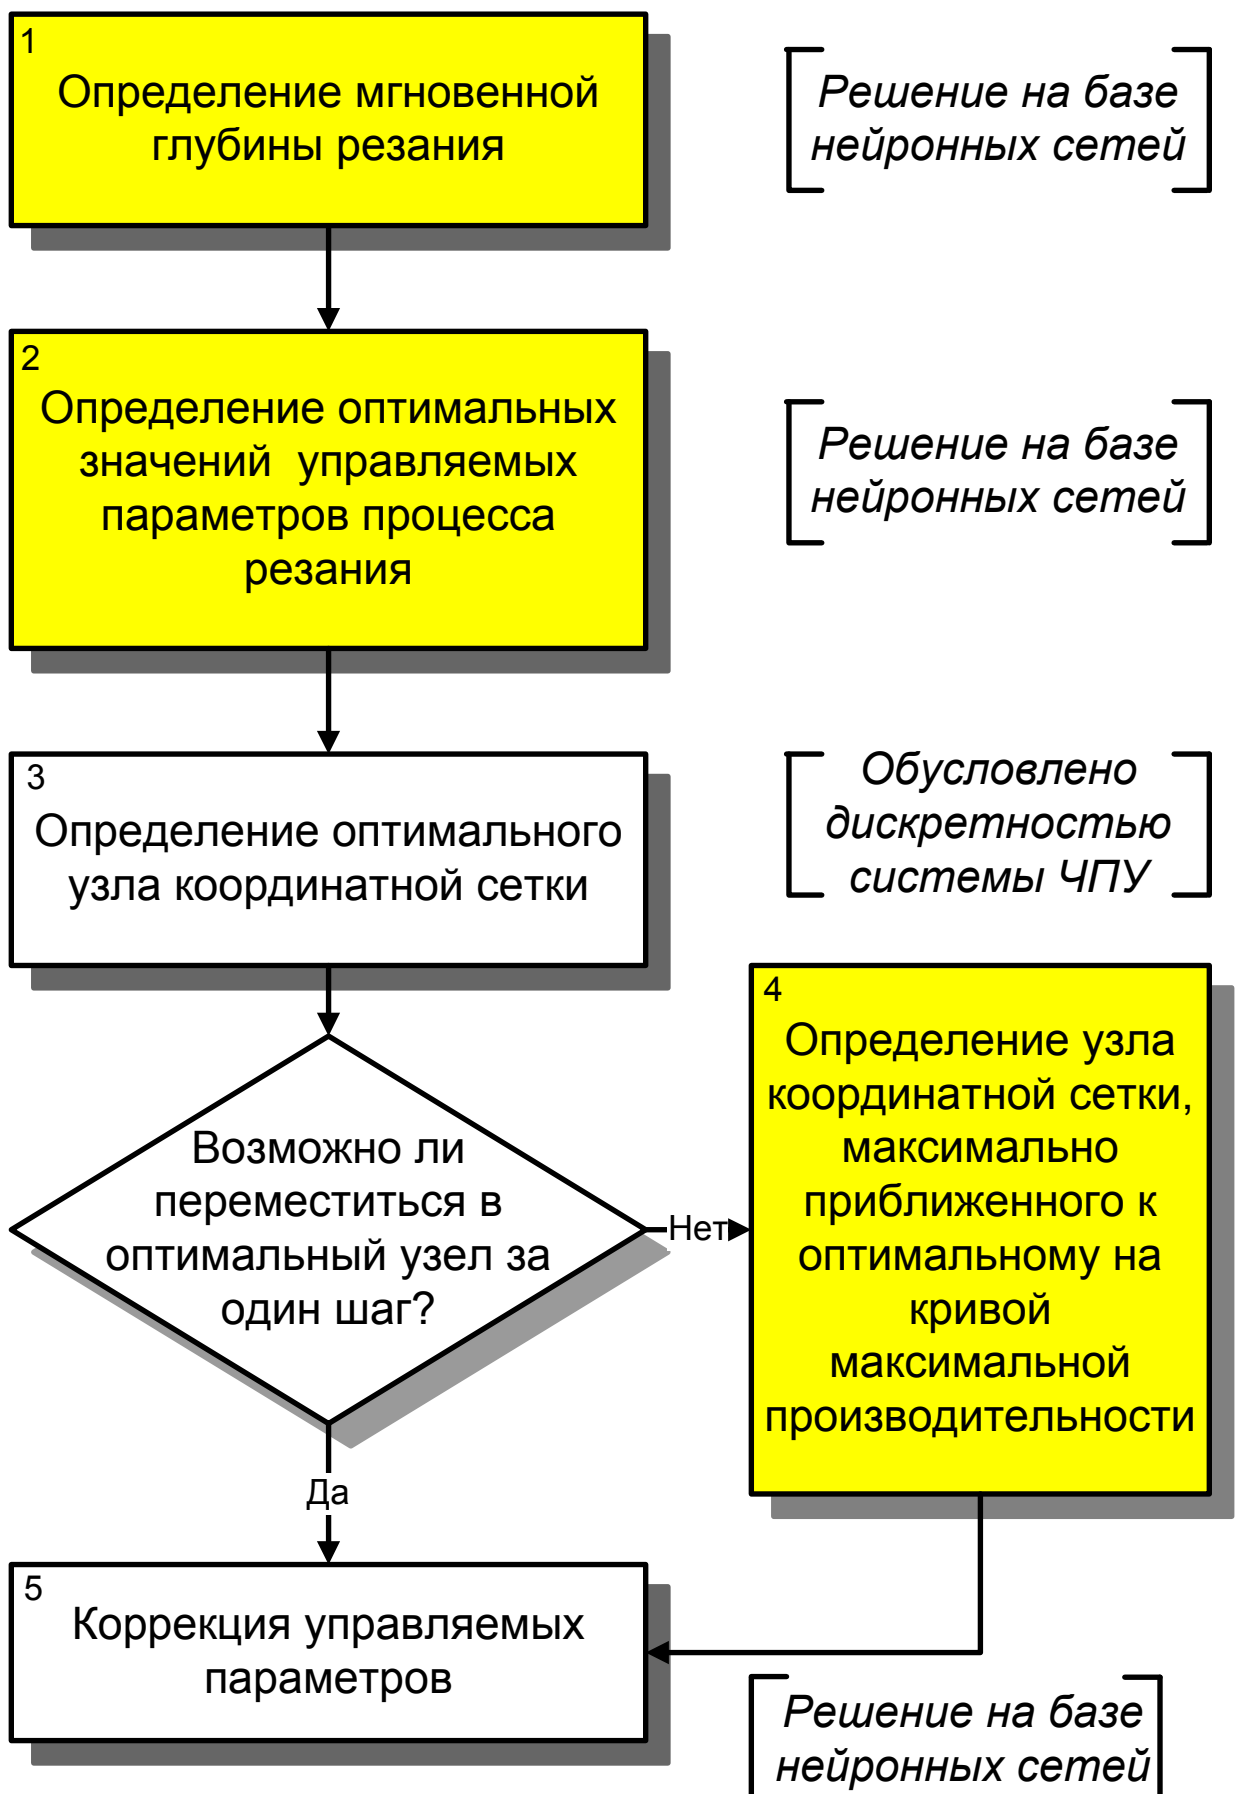 1
Определение мгновенной
глубины резания
Решение на базе
нейронных сетей
2
Определение оптимальных
значений управляемых
параметров процесса
резания
Решение на базе
нейронных сетей
3
Определение оптимального
узла координатной сетки
Обусловлено
дискретностью
системы ЧПУ
Возможно ли
переместиться в
оптимальный узел за
один шаг?
Нет
4
Определение узла
координатной сетки,
максимально
приближенного к
оптимальному на
кривой
максимальной
производительности
Да
5
Коррекция управляемых
параметров
Решение на базе
нейронных сетей